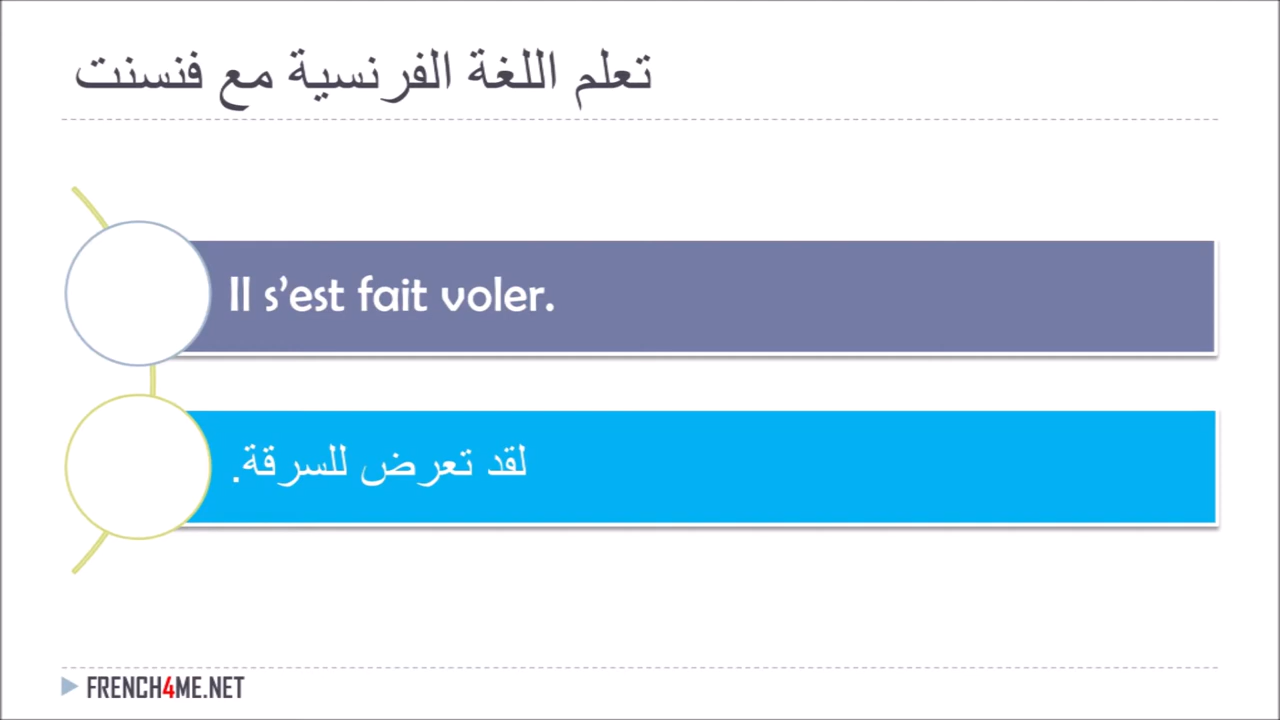 تعلم اللغة الفرنسية مع فنسنت
Il s’est fait voler.
لقد تعرض للسرقة.
FRENCH4ME.NET